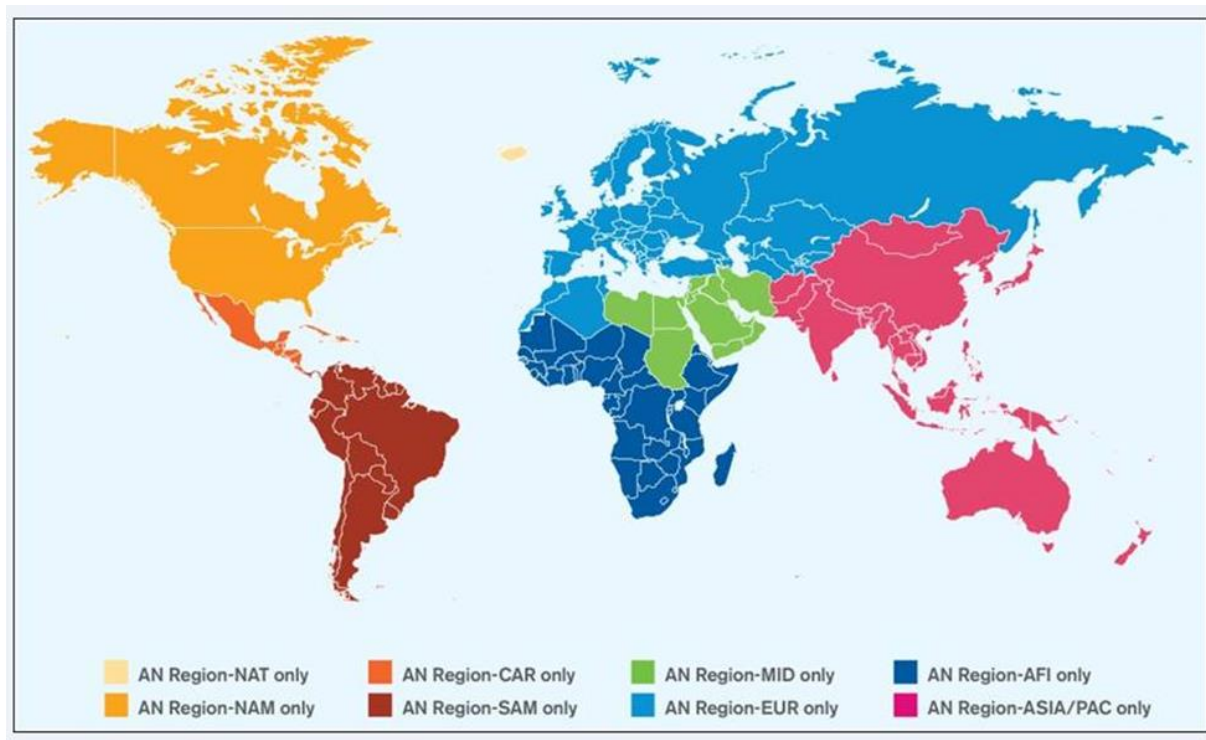 AN Region-NAT only
AN Region-CAR only
AN Region-MID only
AN Region-AFI only
AN Region-NAM only
AN Region-SAM only
AN Region-EUR only
AN Region-ASIA/PAC only